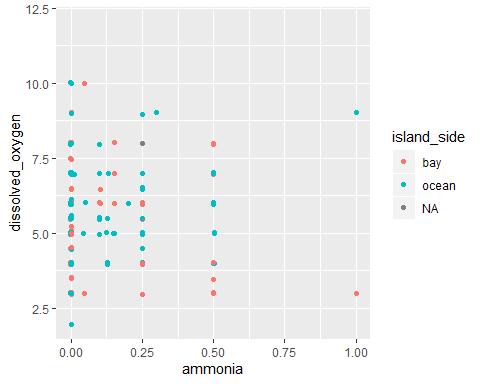 12.5
10.0
7.5
5.0
2.5
dissolved_oxygen
0.00 0.25 0.50 0.75 1.00
ammonia
island_side
bay
ocean
NA